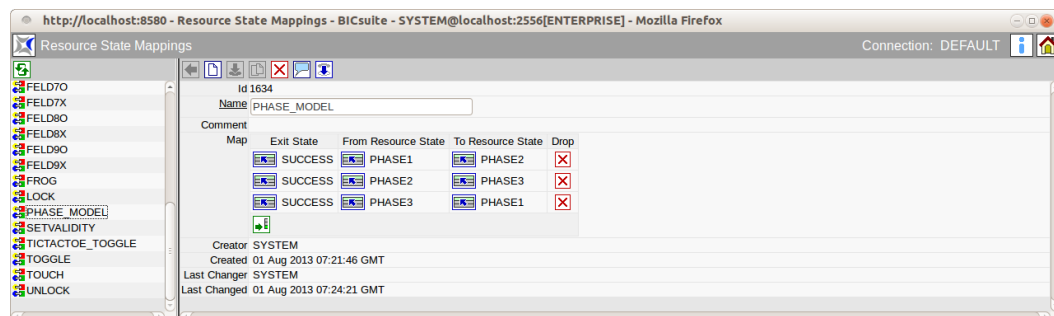 http://localhost:8580 - Resource State Mappings - BICsuite - SYSTEM@localhost:2556[ENTERPRISE] - Mozilla Firefox
Resource State Mappings Connection: DEFAULT
FELD7O
FELD7X
FELD8O
FELD8X
FELD9O
FELD9X
FROG
LOCK
PHASE_MODEL
SETVALIDITY
TICTACTOE_TOGGLE
TOGGLE
TOUCH
UNLOCK
Id 1634
Name PHASE_MODEL
Comment
Map Exit State From Resource State To Resource State Drop
SUCCESS PHASE1 PHASE2
SUCCESS PHASE2 PHASE3
SUCCESS PHASE3 PHASE1
Creator SYSTEM
Created 01 Aug 2013 07:21:46 GMT
Last Changer SYSTEM
Last Changed 01 Aug 2013 07:24:21 GMT